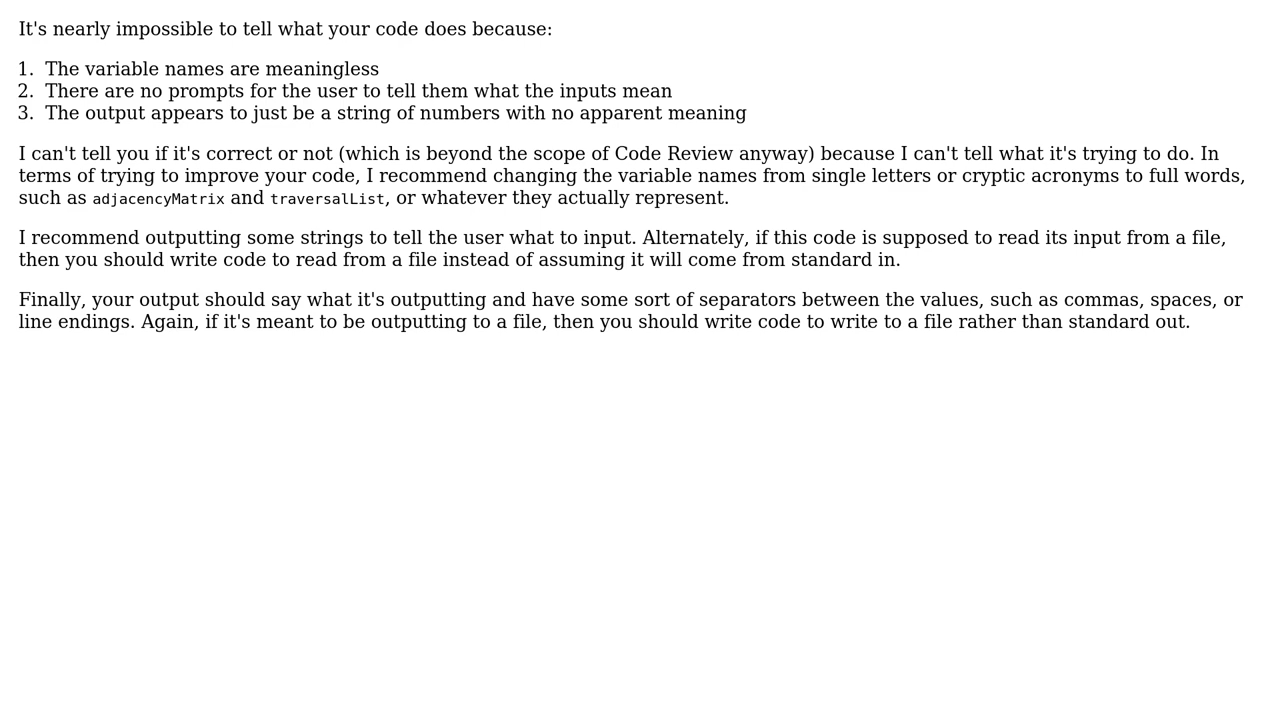 It's nearly impossible to tell what your code does because:
1. The variable names are meaningless
2. There are no prompts for the user to tell them what the inputs mean
3. The output appears to just be a string of numbers with no apparent meaning
I can't tell you if it's correct or not (which is beyond the scope of Code Review anyway) because I can't tell what it's trying to do. In
terms of trying to improve your code, I recommend changing the variable names from single letters or cryptic acronyms to full words,
such as adjacencyMatrix and traversalList, or whatever they actually represent.
I recommend outputting some strings to tell the user what to input. Alternately, if this code is supposed to read its input from a file,
then you should write code to read from a file instead of assuming it will come from standard in.
Finally, your output should say what it's outputting and have some sort of separators between the values, such as commas, spaces, or
line endings. Again, if it's meant to be outputting to a file, then you should write code to write to a file rather than standard out.